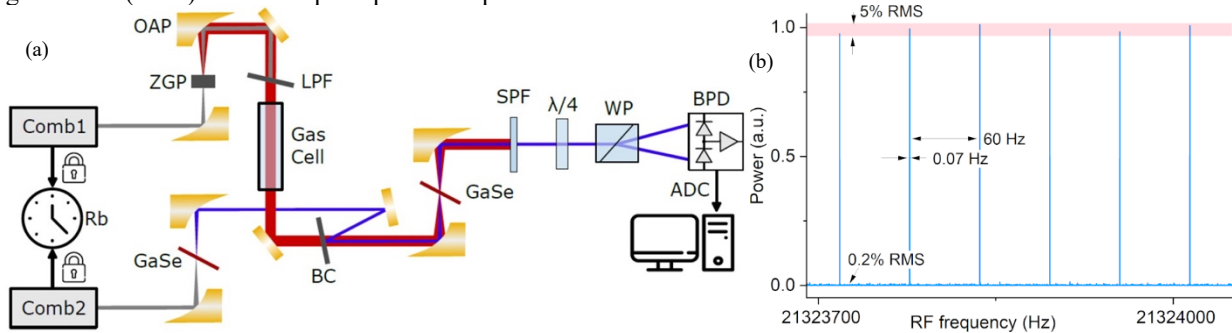 (a)
OAP
ZGP
LPF
Comb1
Gas
Cell
SPF
λ/4
WP
BPD
Rb
GaSe
ADC
GaSe
BC
Comb2
(b)
5% RMS
1.0
60 Hz
0.07 Hz
0.5
Power (a.u.)
0.2% RMS
0.0
21323700
21324000
RF frequency (Hz)